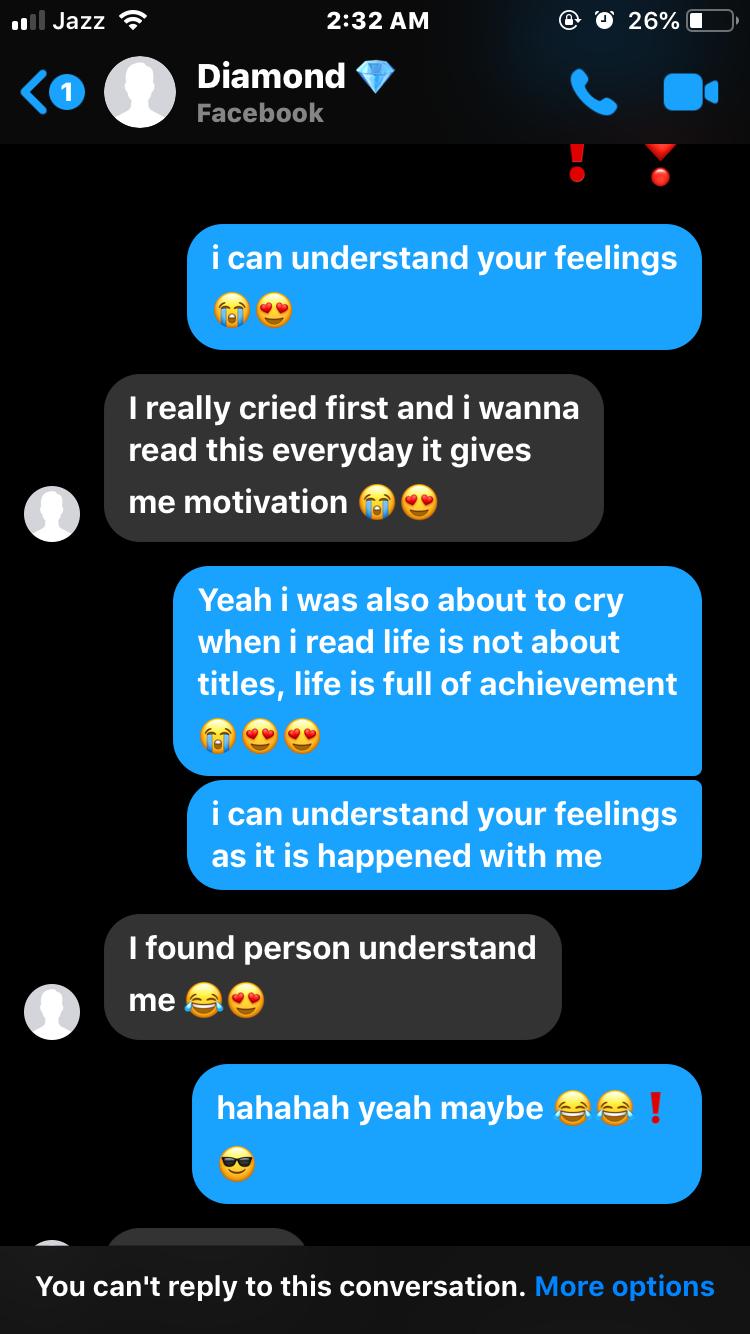 Jazz 2:32 AM 26%
1 Diamond 💎
Facebook
❗ ❣
i can understand your feelings
😭😍
I really cried first and i wanna
read this everyday it gives
me motivation 😭😍
Yeah i was also about to cry
when i read life is not about
titles, life is full of achievement
😭😍😍
i can understand your feelings
as it is happened with me
I found person understand
me 😂😍
hahahah yeah maybe 😂😂❗
😎
You can't reply to this conversation. More options